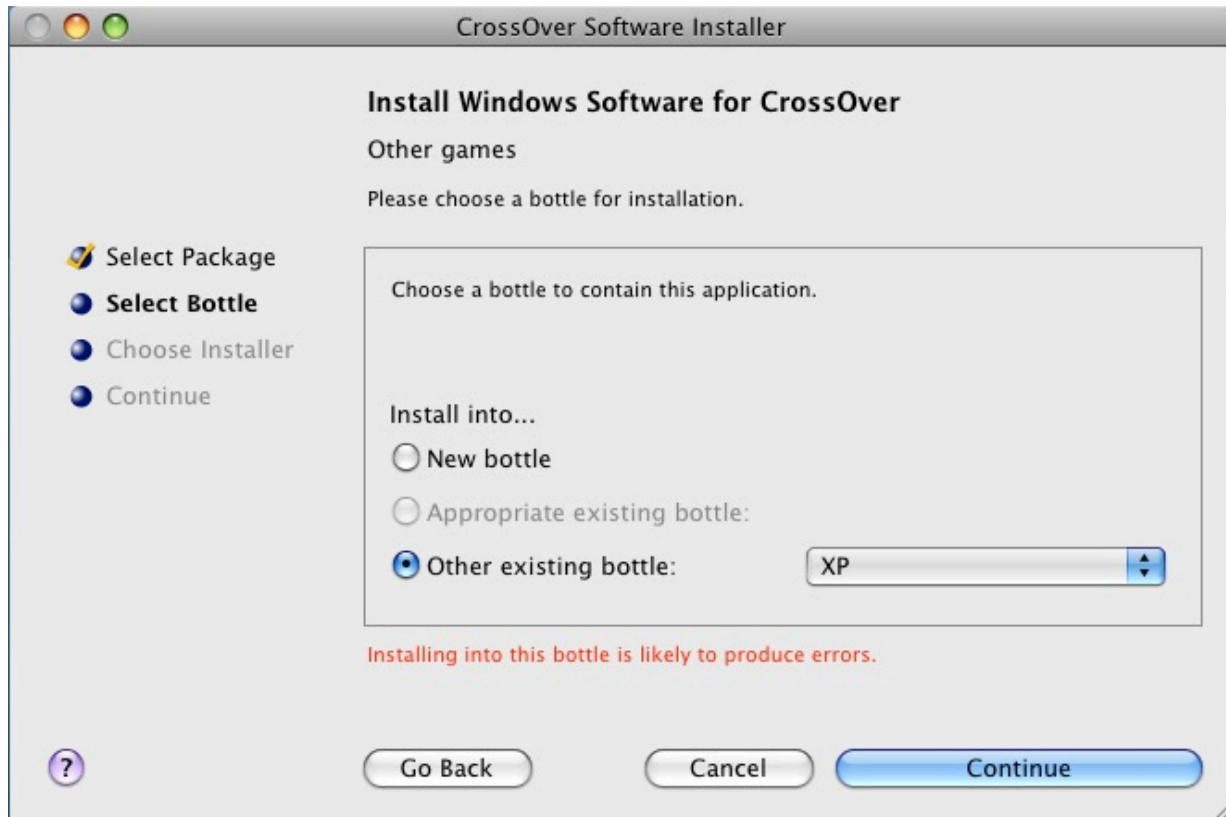 CrossOver Software Installer
Install Windows Software for CrossOver
Other games
Please choose a bottle for installation.
Select Package
Select Bottle
Choose Installer
Continue
Choose a bottle to contain this application.
Install into...
New bottle
Appropriate existing bottle:
Other existing bottle: XP
Installing into this bottle is likely to produce errors.
? Go Back Cancel Continue